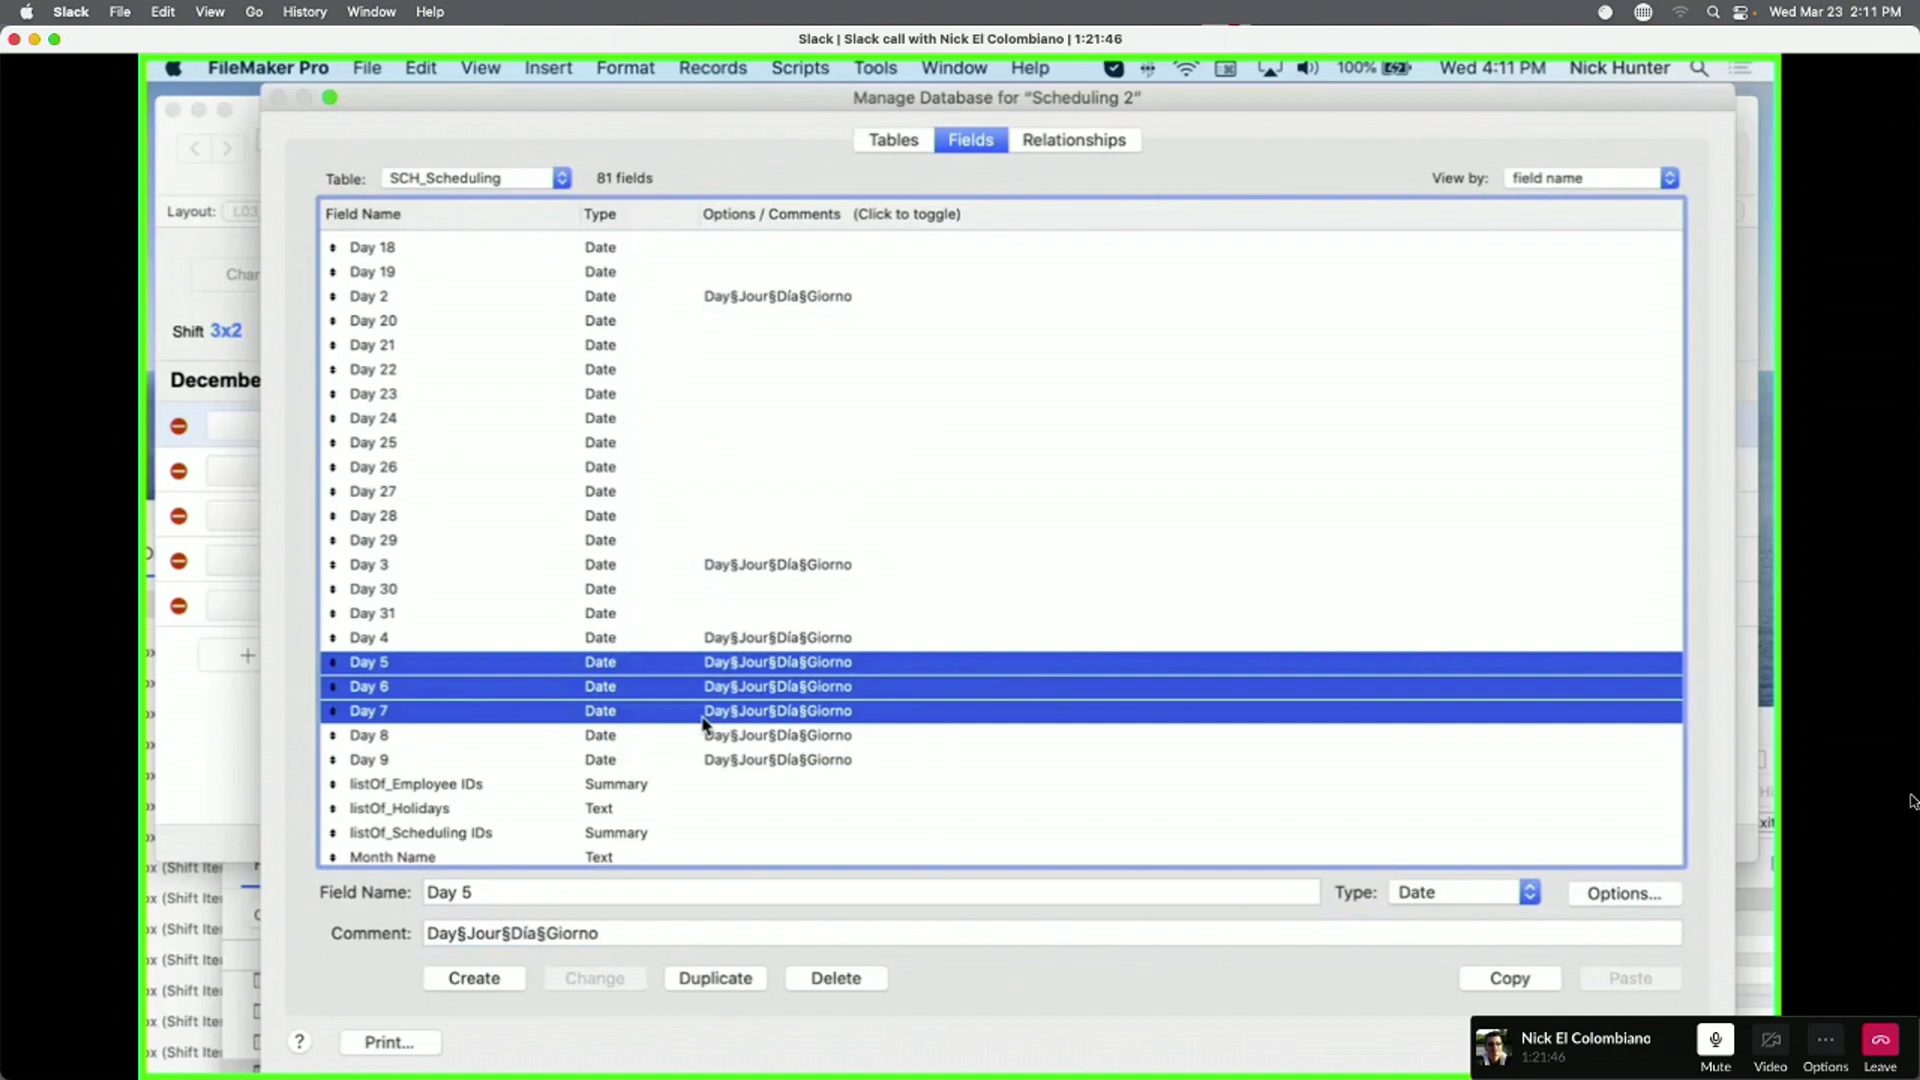 Slack File Edit View Go History Window Help Wed Mar 23 2:11 PM
Slack | Slack call with Nick El Colombiano | 1:21:46
FileMaker Pro File Edit View Insert Format Records Scripts Tools Window Help 100% Wed 4:11 PM Nick Hunter
Manage Database for “Scheduling 2”
Tables Fields Relationships
Table: SCH_Scheduling 81 fields View by: field name
Layout: L03
Field Name Type Options / Comments (Click to toggle)
Day 18 Date
Day 19 Date
Day 2 Date Day§Jour§Día§Giorno
Day 20 Date
Shift 3x2
Day 21 Date
Day 22 Date
Day 23 Date
Day 24 Date
Day 25 Date
Day 26 Date
Day 27 Date
Day 28 Date
Day 29 Date
Day 3 Date Day§Jour§Día§Giorno
Day 30 Date
Day 31 Date
Day 4 Date Day§Jour§Día§Giorno
Day 5 Date Day§Jour§Día§Giorno
Day 6 Date Day§Jour§Día§Giorno
Day 7 Date Day§Jour§Día§Giorno
Day 8 Date Day§Jour§Día§Giorno
Day 9 Date Day§Jour§Día§Giorno
listOf_Employee IDs Summary
listOf_Holidays Text
listOf_Scheduling IDs Summary
Month Name Text
Field Name: Day 5 Type: Date Options...
Comment: Day§Jour§Día§Giorno
Create Change Duplicate Delete Copy Paste
? Print...
Nick El Colombiano
1:21:46
Mute Video Options Leave